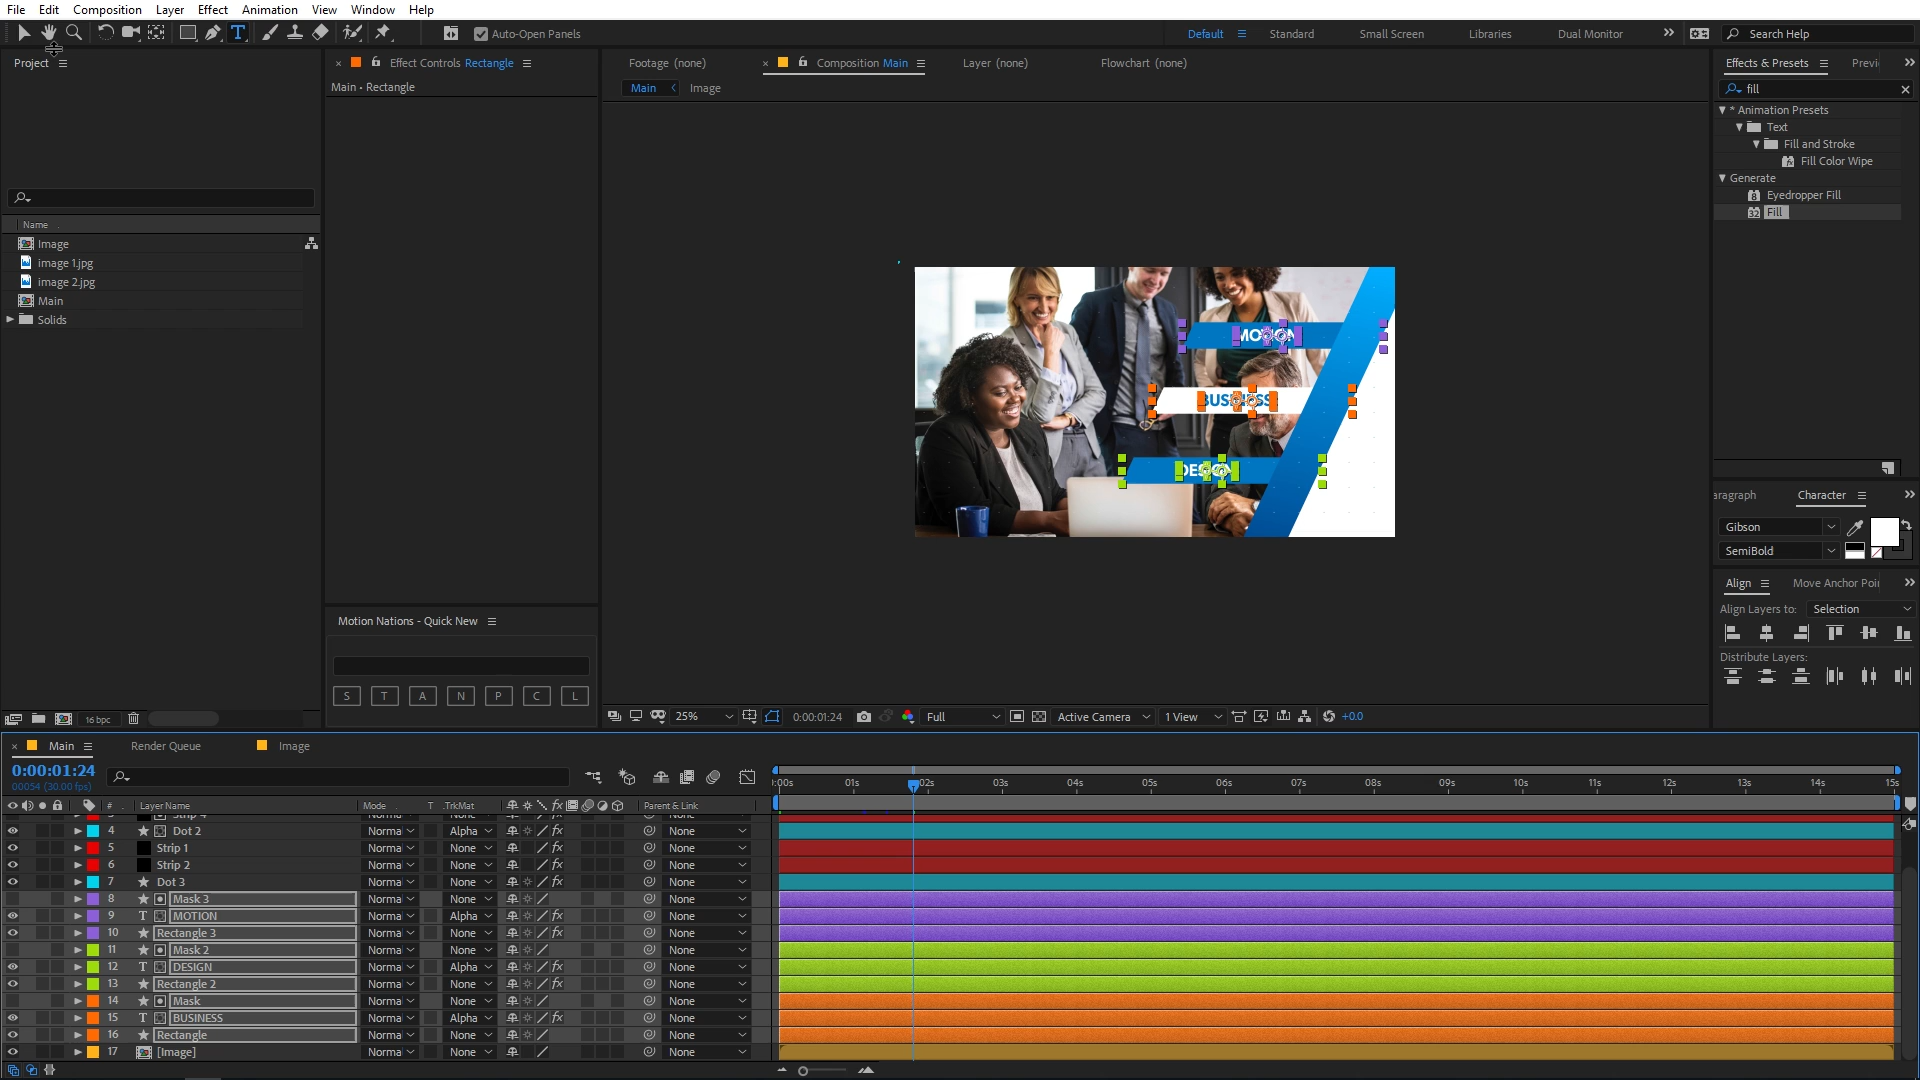 File Edit Composition Layer Effect Animation View Window Help
Auto-Open Panels
Default Standard Small Screen Libraries Dual Monitor Search Help
Project
Effect Controls Rectangle
Main • Rectangle
Footage (none) Composition Main Layer (none) Flowchart (none)
Main Image
Effects & Presets Previ
fill
* Animation Presets
Text
Fill and Stroke
Fill Color Wipe
Generate
Eyedropper Fill
Fill
Name
Image
image 1.jpg
image 2.jpg
Main
Solids
MOTION
BUSINESS
DESIGN
aragraph Character
Gibson
SemiBold
Align Move Anchor Poi
Align Layers to: Selection
Distribute Layers:
Motion Nations - Quick New
S T A N P C L
16 bpc
25% 0:00:01:24 Full Active Camera 1 View +0.0
Main Render Queue Image
0:00:01:24
00054 (30.00 fps)
:00s 01s 02s 03s 04s 05s 06s 07s 08s 09s 10s 11s 12s 13s 14s 15s
# Layer Name Mode T .TrkMat Parent & Link
4 Dot 2 Norma Alpha None
5 Strip 1 Norma None None
6 Strip 2 Norma None None
7 Dot 3 Norma None None
8 Mask 3 Norma None None
9 T MOTION Norma Alpha None
10 Rectangle 3 Norma None None
11 Mask 2 Norma None None
12 T DESIGN Norma Alpha None
13 Rectangle 2 Norma None None
14 Mask Norma None None
15 T BUSINESS Norma Alpha None
16 Rectangle Norma None None
17 [Image] Norma None None